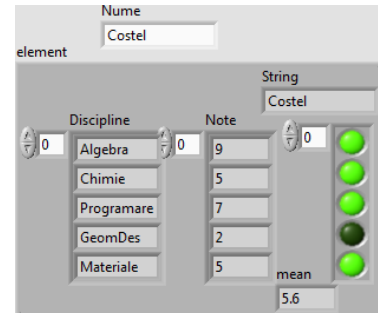 Nume
Costel
element
String
Costel
Discipline Note
0 Algebra 0 9 0
Chimie 5
Programare 7
GeomDes 2
Materiale 5
mean
5.6